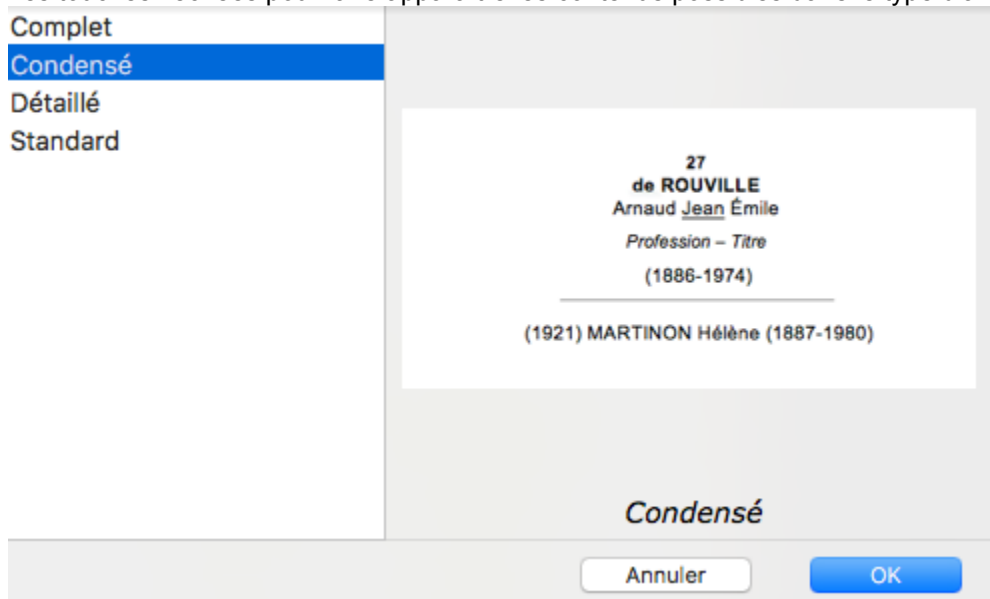 Complet
Condensé
Détaillé
Standard
27
de ROUVILLE
Arnaud Jean Émile
Profession – Titre
(1886-1974)
(1921) MARTINON Hélène (1887-1980)
Condensé
Annuler
OK